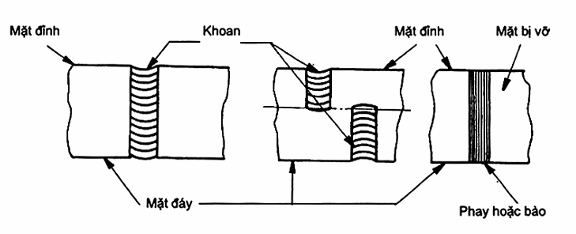 Mặt đỉnh
Khoan
Mặt đỉnh
Mặt bị vỡ
Mặt đáy
Phay hoặc bào